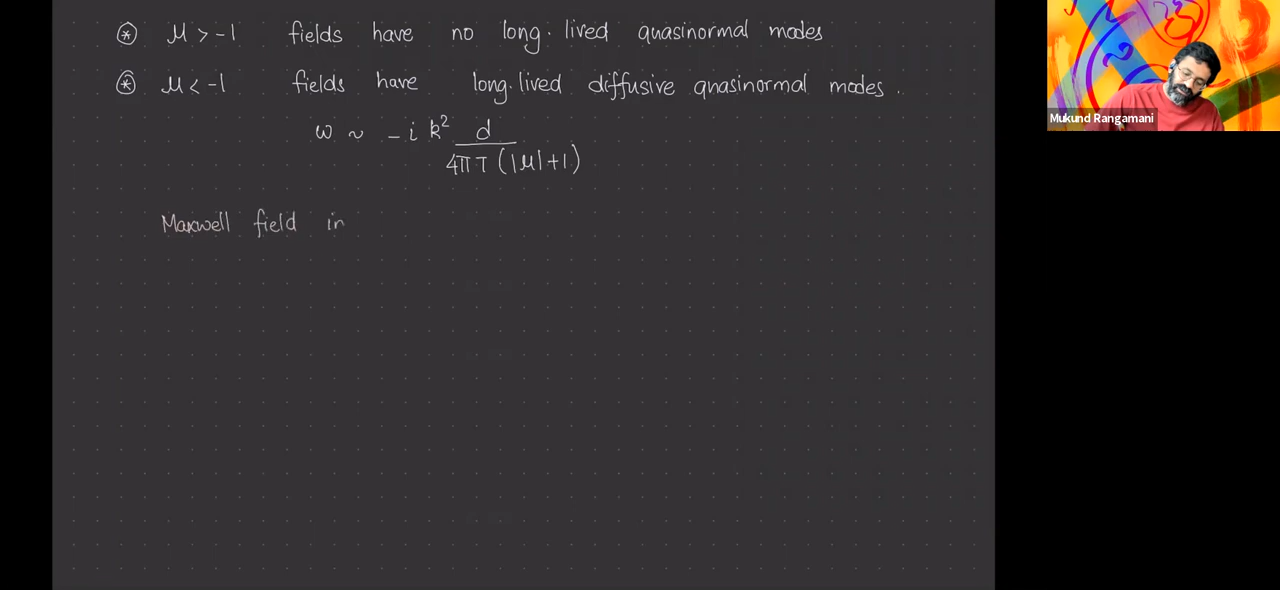 ⊛ μ > -1 fields have no long-lived quasinormal modes
⊛ μ < -1 fields have long-lived diffusive quasinormal modes.
ω ~ -i k² d / 4πT (|μ|+1)
Maxwell field in
Mukund Rangamani